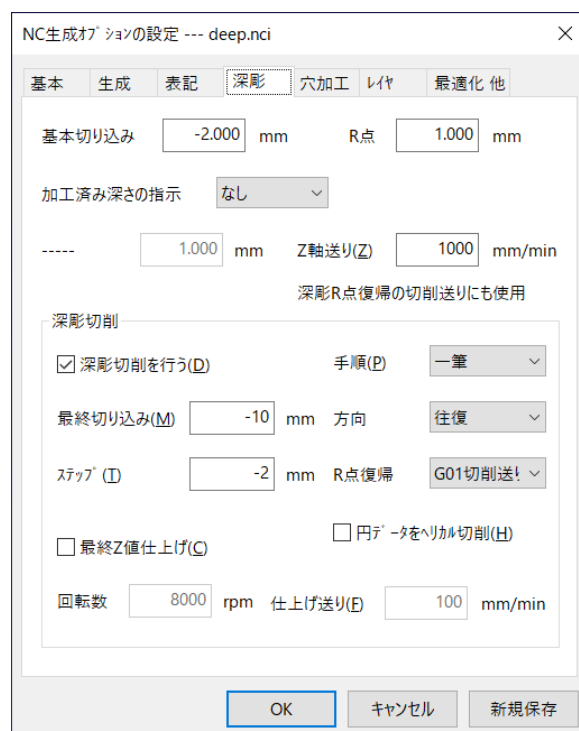 NC生成ｵﾌﾟｼｮﾝの設定 --- deep.nci
基本 生成 表記 深彫 穴加工 ﾚｲﾔ 最適化 他
基本切り込み -2.000 mm R点 1.000 mm
加工済み深さの指示 なし
----- 1.000 mm Z軸送り(Z) 1000 mm/min
深彫R点復帰の切削送りにも使用
深彫切削
深彫切削を行う(D) 手順(P) 一筆
最終切り込み(M) -10 mm 方向 往復
ｽﾃｯﾌﾟ(T) -2 mm R点復帰 G01切削送り
円ﾃﾞｰﾀをﾍﾘｶﾙ切削(H)
最終Z値仕上げ(C)
回転数 8000 rpm 仕上げ送り(F) 100 mm/min
OK キャンセル 新規保存